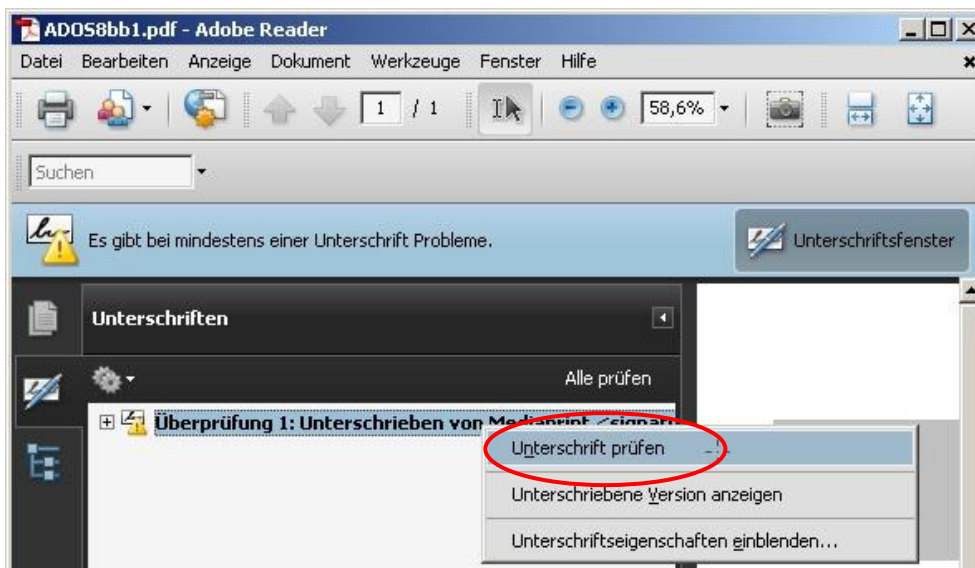 ADOS8bb1.pdf - Adobe Reader
Datei Bearbeiten Anzeige Dokument Werkzeuge Fenster Hilfe
1 / 1 58,6%
Suchen
Es gibt bei mindestens einer Unterschrift Probleme. Unterschriftsfenster
Unterschriften
Alle prüfen
Überprüfung 1: Unterschrieben von Mediaprint
Unterschrift prüfen
Unterschriebene Version anzeigen
Unterschriftseigenschaften einblenden...